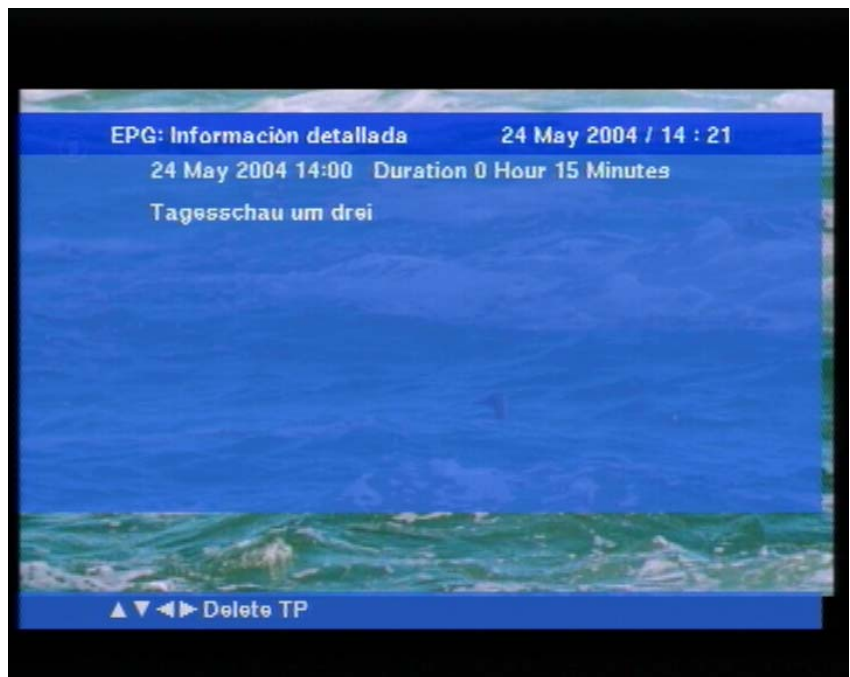 EPG: Información detallada 24 May 2004 / 14 : 21
24 May 2004 14:00 Duration 0 Hour 15 Minutes
Tagesschau um drei
▲▼◀▶ Delete TP